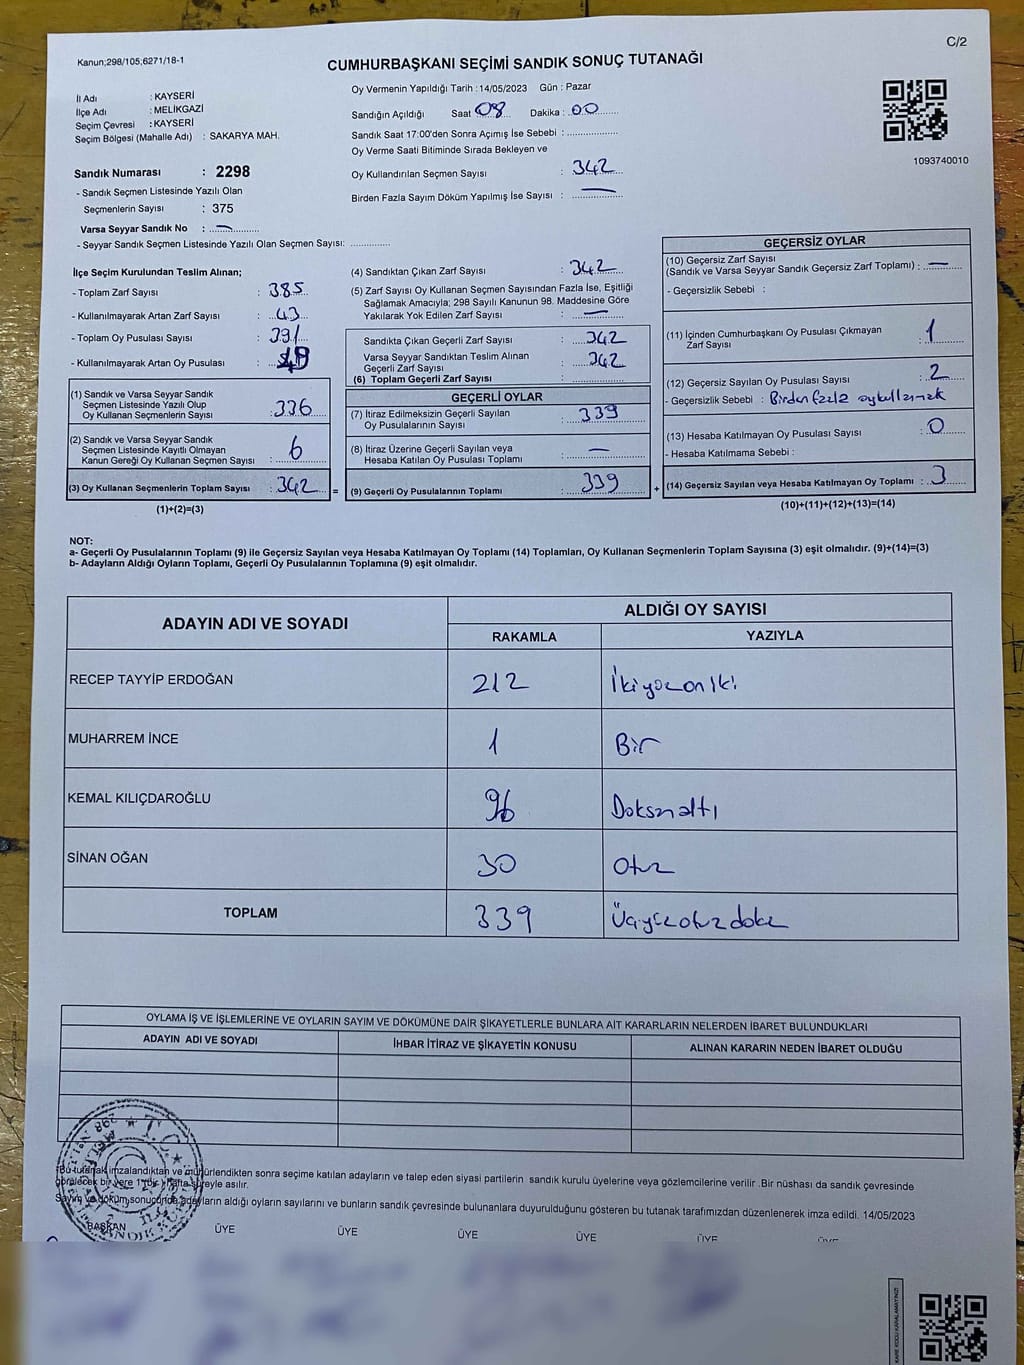 C/2
Kanun;298/105;6271/18-1
CUMHURBAŞKANI SEÇİMİ SANDIK SONUÇ TUTANAĞI
İl Adı : KAYSERİ
İlçe Adı : MELİKGAZİ
Seçim Çevresi : KAYSERİ
Seçim Bölgesi (Mahalle Adı) : SAKARYA MAH.
Sandık Numarası : 2298
- Sandık Seçmen Listesinde Yazılı Olan
Seçmenlerin Sayısı : 375
Varsa Seyyar Sandık No : —
- Seyyar Sandık Seçmen Listesinde Yazılı Olan Seçmen Sayısı: ..............
Oy Vermenin Yapıldığı Tarih : 14/05/2023 Gün : Pazar
Sandığın Açıldığı Saat 08 Dakika : 00
Sandık Saat 17:00'den Sonra Açımış İse Sebebi : ..................
Oy Verme Saati Bitiminde Sırada Bekleyen ve
Oy Kullandırılan Seçmen Sayısı : 342
Birden Fazla Sayım Döküm Yapılmış İse Sayısı : —
1093740010
İlçe Seçim Kurulundan Teslim Alınan;
- Toplam Zarf Sayısı : 385
- Kullanılmayarak Artan Zarf Sayısı : 43
- Toplam Oy Pusulası Sayısı : 391
- Kullanılmayarak Artan Oy Pusulası :
(1) Sandık ve Varsa Seyyar Sandık
Seçmen Listesinde Yazılı Olup
Oy Kullanan Seçmenlerin Sayısı : 336
(2) Sandık ve Varsa Seyyar Sandık
Seçmen Listesinde Kayıtlı Olmayan
Kanun Gereği Oy Kullanan Seçmen Sayısı : 6
(3) Oy Kullanan Seçmenlerin Toplam Sayısı : 342 =
(1)+(2)=(3)
(4) Sandıktan Çıkan Zarf Sayısı : 342
(5) Zarf Sayısı Oy Kullanan Seçmen Sayısından Fazla İse, Eşitliği
Sağlamak Amacıyla; 298 Sayılı Kanunun 98. Maddesine Göre
Yakılarak Yok Edilen Zarf Sayısı : —
Sandıkta Çıkan Geçerli Zarf Sayısı : 342
Varsa Seyyar Sandıktan Teslim Alınan
Geçerli Zarf Sayısı : 342
(6) Toplam Geçerli Zarf Sayısı :
GEÇERLİ OYLAR
(7) İtiraz Edilmeksizin Geçerli Sayılan
Oy Pusulalarının Sayısı : 339
(8) İtiraz Üzerine Geçerli Sayılan veya
Hesaba Katılan Oy Pusulası Toplamı : —
(9) Geçerli Oy Pusulalarının Toplamı : 339 +
GEÇERSİZ OYLAR
(10) Geçersiz Zarf Sayısı
(Sandık ve Varsa Seyyar Sandık Geçersiz Zarf Toplamı) : —
- Geçersizlik Sebebi :
(11) İçinden Cumhurbaşkanı Oy Pusulası Çıkmayan
Zarf Sayısı : 1
(12) Geçersiz Sayılan Oy Pusulası Sayısı : 2
- Geçersizlik Sebebi : Birden fazla oy kullanmak
(13) Hesaba Katılmayan Oy Pusulası Sayısı : 0
- Hesaba Katılmama Sebebi :
(14) Geçersiz Sayılan veya Hesaba Katılmayan Oy Toplamı : 3
(10)+(11)+(12)+(13)=(14)
NOT:
a- Geçerli Oy Pusulalarının Toplamı (9) ile Geçersiz Sayılan veya Hesaba Katılmayan Oy Toplamı (14) Toplamları, Oy Kullanan Seçmenlerin Toplam Sayısına (3) eşit olmalıdır. (9)+(14)=(3)
b- Adayların Aldığı Oyların Toplamı, Geçerli Oy Pusulalarının Toplamına (9) eşit olmalıdır.
ADAYIN ADI VE SOYADI ALDIĞI OY SAYISI
RAKAMLA YAZIYLA
RECEP TAYYİP ERDOĞAN 212 İkiyüzoniki
MUHARREM İNCE 1 Bir
KEMAL KILIÇDAROĞLU 96 Doksanaltı
SİNAN OĞAN 30 Otuz
TOPLAM 339 Üçyüzotuzdokuz
OYLAMA İŞ VE İŞLEMLERİNE VE OYLARIN SAYIM VE DÖKÜMÜNE DAİR ŞİKAYETLERLE BUNLARA AİT KARARLARIN NELERDEN İBARET BULUNDUKLARI
ADAYIN ADI VE SOYADI İHBAR İTİRAZ VE ŞİKAYETİN KONUSU ALINAN KARARIN NEDEN İBARET OLDUĞU
Bu tutanak imzalandıktan ve mühürlendikten sonra seçime katılan adayların ve talep eden siyasi partilerin sandık kurulu üyelerine veya gözlemcilerine verilir .Bir nüshası da sandık çevresinde
görülecek bir yere 1 (bir ) hafta süreyle asılır.
Sayım ve döküm sonucunda adayların aldığı oyların sayılarını ve bunların sandık çevresinde bulunanlara duyurulduğunu gösteren bu tutanak tarafımızdan düzenlenerek imza edildi. 14/05/2023
BAŞKAN ÜYE ÜYE ÜYE ÜYE ÜYE ÜYE